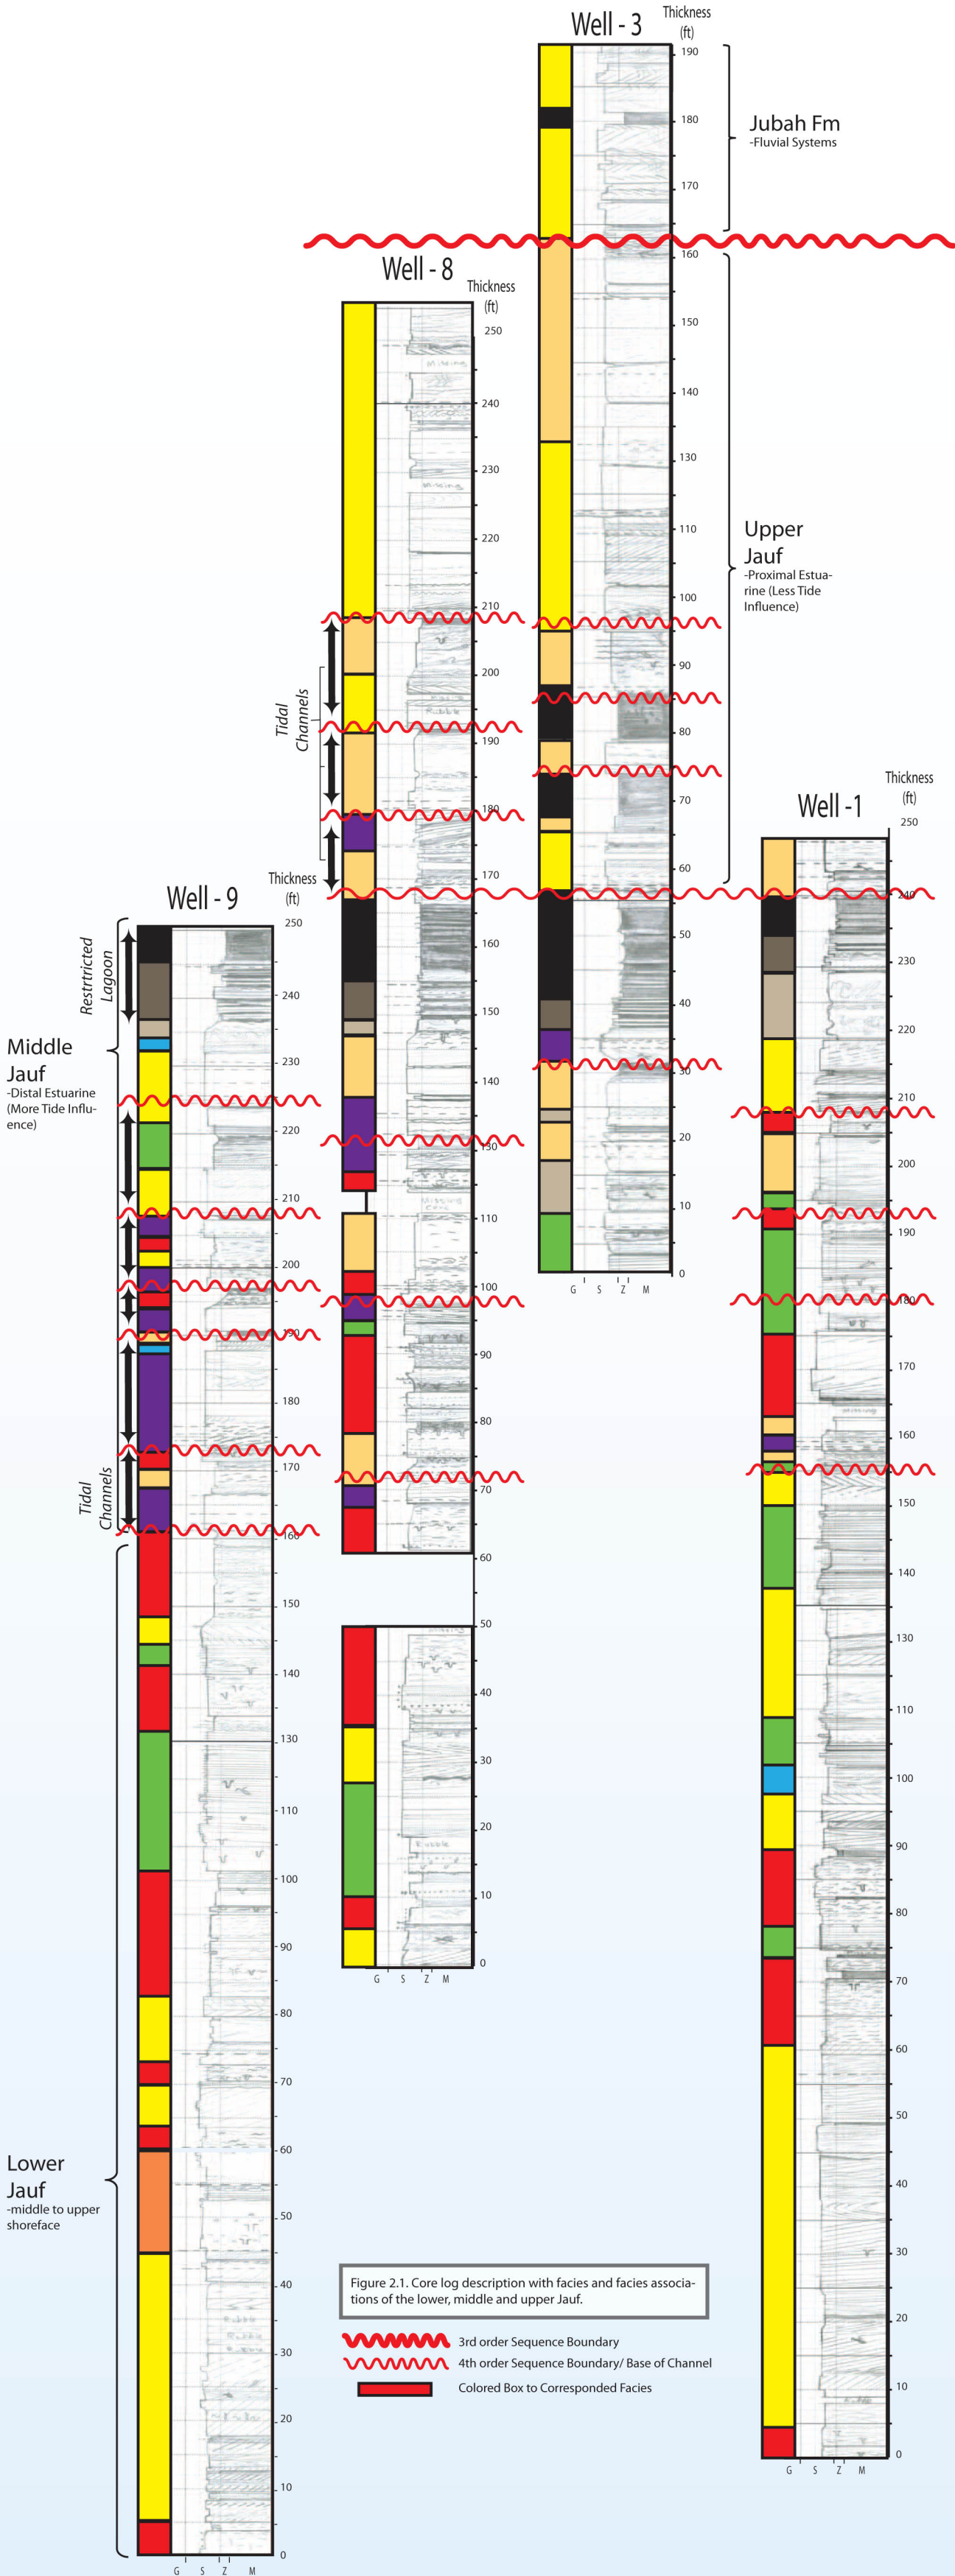 Well - 3
Thickness
(ft)
190
180
170
160
150
140
130
110
100
90
80
70
60
50
40
30
20
10
0
G S Z M
Jubah Fm
-Fluvial Systems
Upper
Jauf
-Proximal Estua-
rine (Less Tide
Influence)
Well - 8
Thickness
(ft)
250
240
230
220
210
200
190
180
170
160
150
140
130
110
100
90
80
70
60
50
40
30
20
10
0
G S Z M
Tidal
Channels
Missing
Missing
Rubble
Missing
Rubble
Well -1
Thickness
(ft)
250
240
230
220
210
200
190
180
170
160
150
140
130
110
100
90
80
70
60
50
40
30
20
10
0
G S Z M
Missing
Well - 9
Thickness
(ft)
250
240
230
220
210
200
190
180
170
160
150
140
130
110
100
90
80
70
60
50
40
30
20
10
0
G S Z M
Restrtricted
Lagoon
Middle
Jauf
-Distal Estuarine
(More Tide Influ-
ence)
Tidal
Channels
Lower
Jauf
-middle to upper
shoreface
Figure 2.1. Core log description with facies and facies associa-
tions of the lower, middle and upper Jauf.
3rd order Sequence Boundary
4th order Sequence Boundary/ Base of Channel
Colored Box to Corresponded Facies